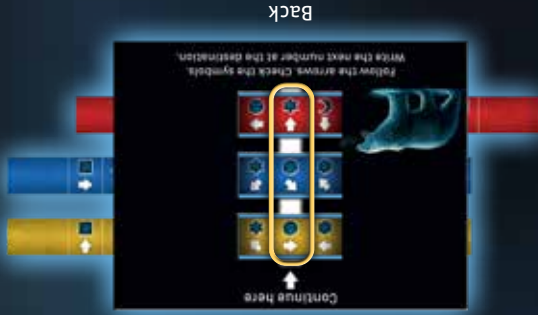 Continue here
Follow the arrows. Check the symbols.
Write the next number at the destination.
Back